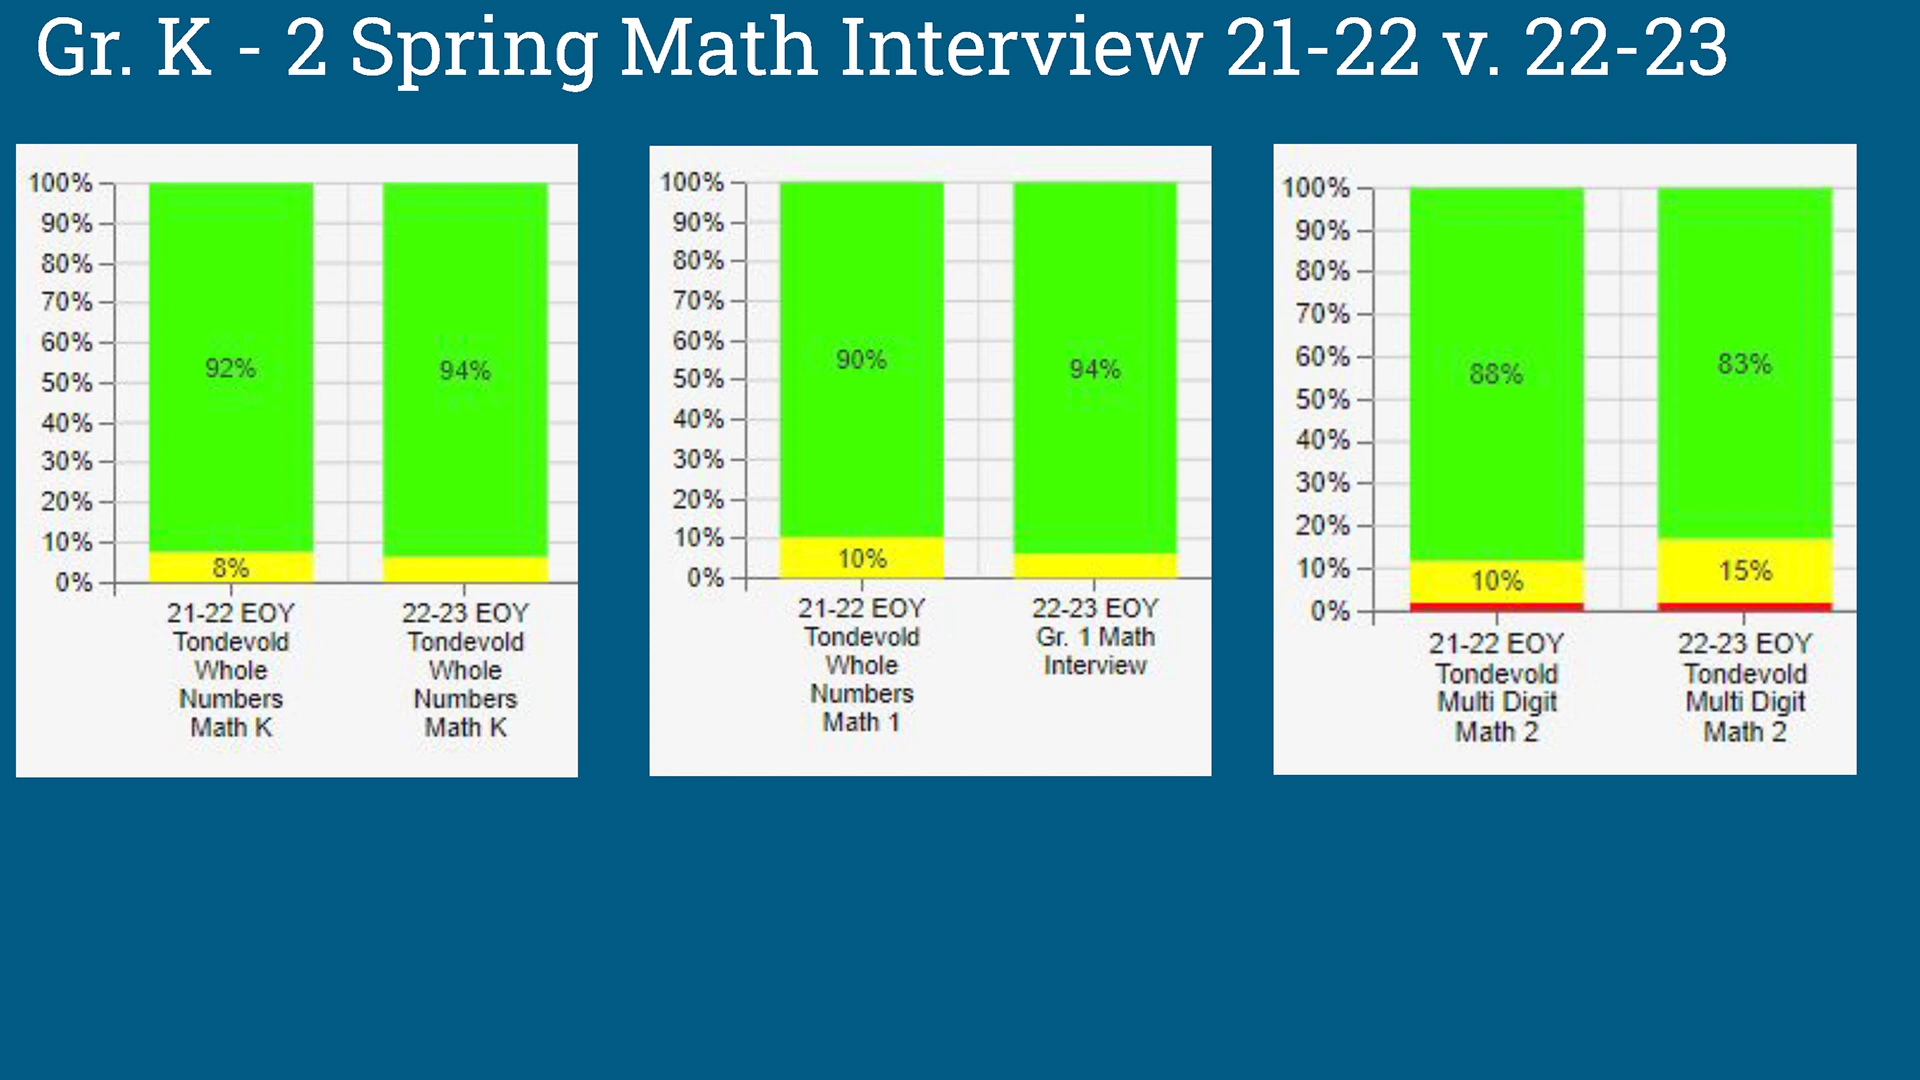 Gr. K - 2 Spring Math Interview 21-22 v. 22-23
100%
90%
80%
70%
60%
50%
40%
30%
20%
10%
0%
92%
8%
94%
21-22 EOY
Tondevold
Whole
Numbers
Math K
22-23 EOY
Tondevold
Whole
Numbers
Math K
100%
90%
80%
70%
60%
50%
40%
30%
20%
10%
0%
90%
10%
94%
21-22 EOY
Tondevold
Whole
Numbers
Math 1
22-23 EOY
Gr. 1 Math
Interview
100%
90%
80%
70%
60%
50%
40%
30%
20%
10%
0%
88%
10%
83%
15%
21-22 EOY
Tondevold
Multi Digit
Math 2
22-23 EOY
Tondevold
Multi Digit
Math 2